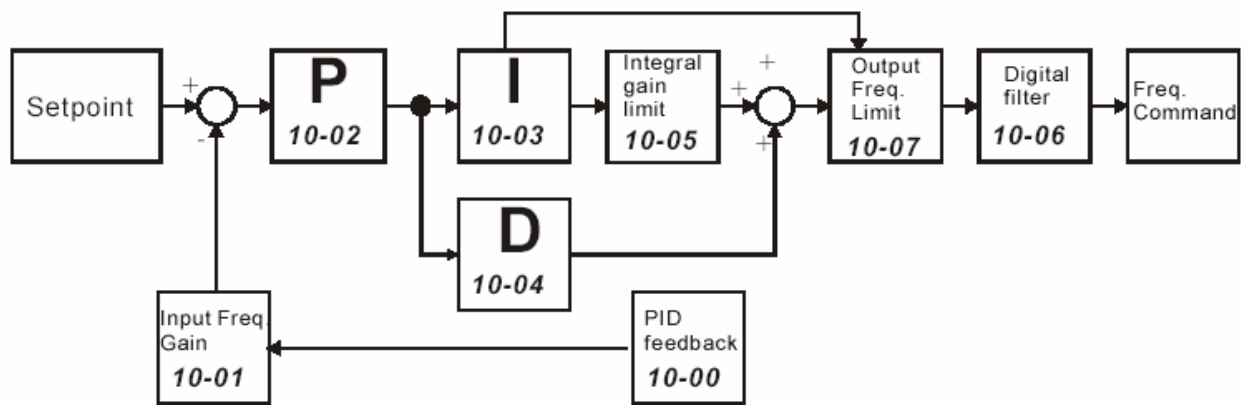 Setpoint
+
-
P
10-02
I
10-03
Integral
gain
limit
10-05
+
+
+
Output
Freq.
Limit
10-07
Digital
filter
10-06
Freq.
Command
D
10-04
Input Freq.
Gain
10-01
PID
feedback
10-00